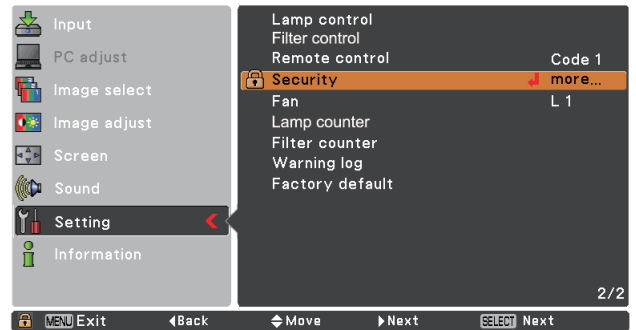 Input
PC adjust
Image select
Image adjust
Screen
Sound
Setting
Information
Lamp control
Filter control
Remote control Code 1
Security more...
Fan L 1
Lamp counter
Filter counter
Warning log
Factory default
2/2
MENU Exit Back Move Next SELECT Next